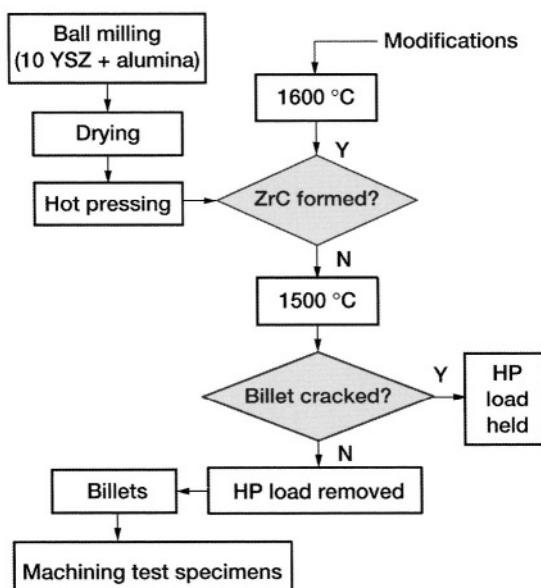 Ball milling
(10 YSZ + alumina)
Drying
Hot pressing
Modifications
1600 °C
Y
ZrC formed?
N
1500 °C
Billet cracked?
Y
HP
load
held
N
HP load removed
Billets
Machining test specimens